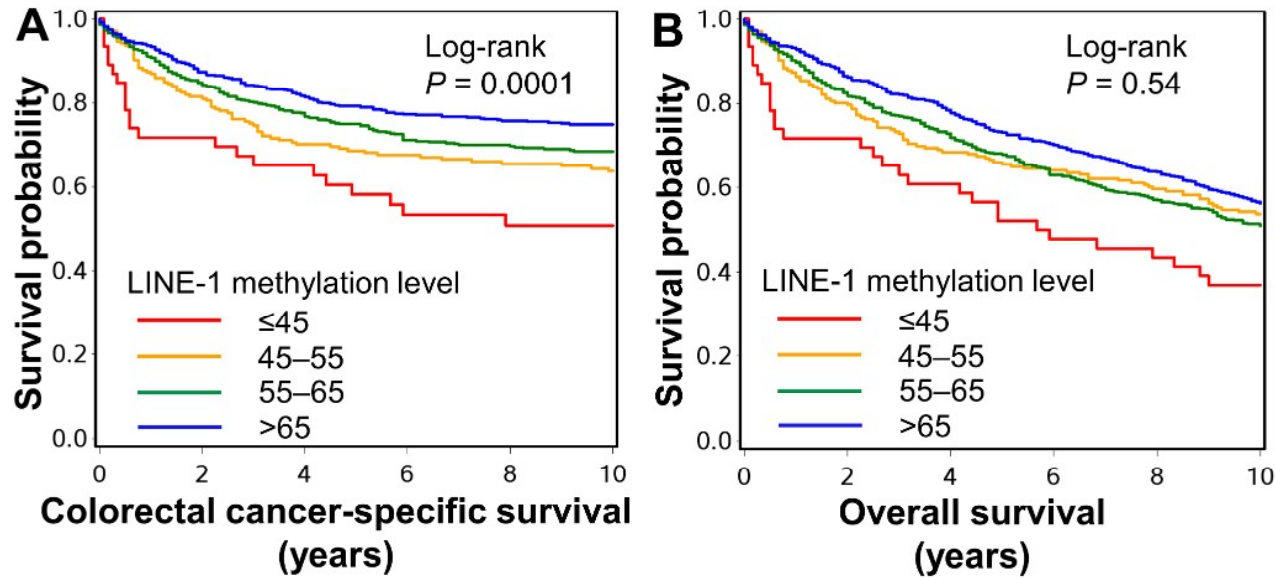 A
Log-rank
P = 0.0001
Survival probability
1.0
0.8
0.6
0.4
0.2
0.0
LINE-1 methylation level
≤45
45–55
55–65
>65
0 2 4 6 8 10
Colorectal cancer-specific survival
(years)
B
Log-rank
P = 0.54
Survival probability
1.0
0.8
0.6
0.4
0.2
0.0
LINE-1 methylation level
≤45
45–55
55–65
>65
0 2 4 6 8 10
Overall survival
(years)